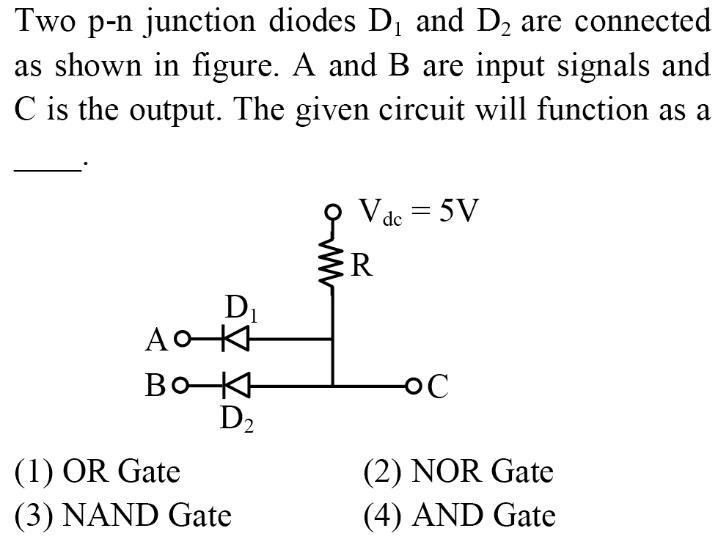 Two p-n junction diodes D₁ and D₂ are connected
as shown in figure. A and B are input signals and
C is the output. The given circuit will function as a
____.
V_dc = 5V
R
D₁
A
B
C
D₂
(1) OR Gate (2) NOR Gate
(3) NAND Gate (4) AND Gate